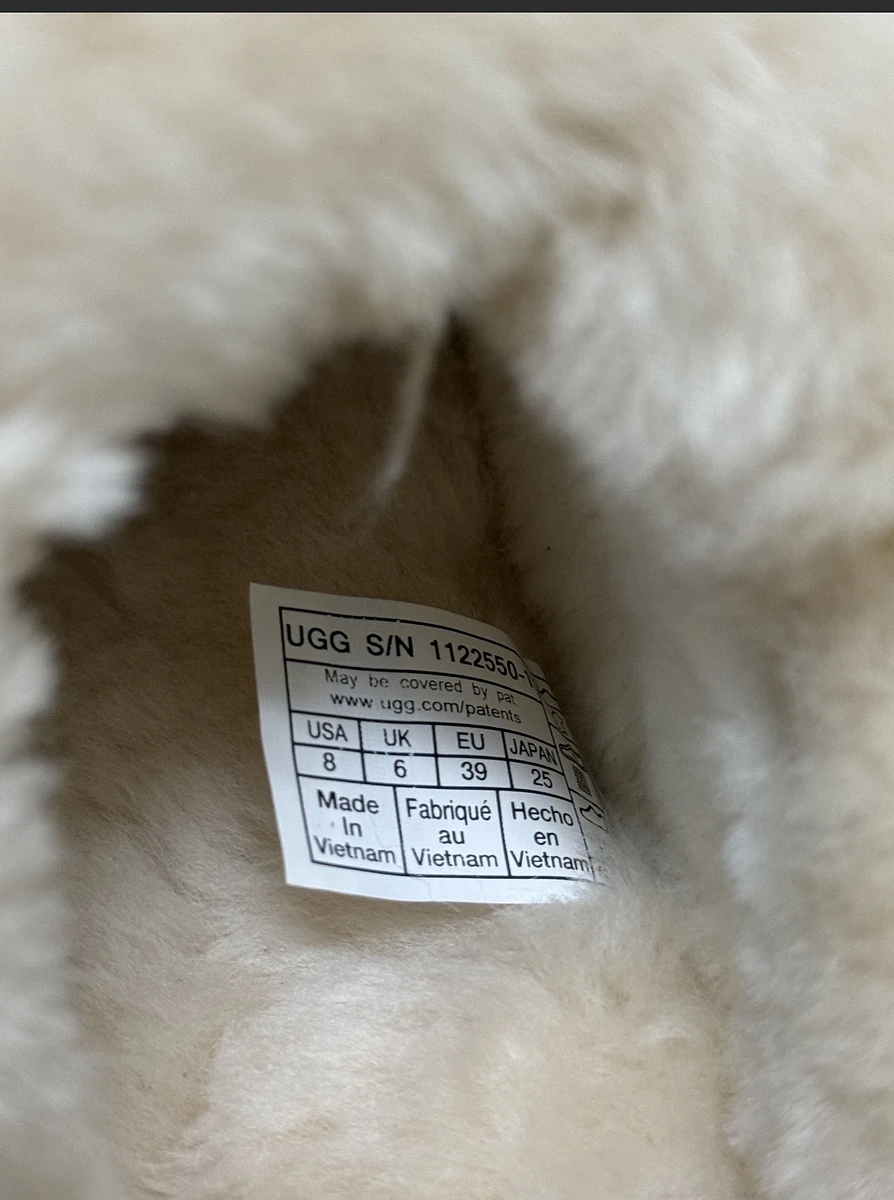 UGG S/N 1122550-
May be covered by pat.
www ugg.com/patents
USA UK EU JAPAN
8 6 39 25
Made Fabriqué Hecho
In au en
Vietnam Vietnam Vietnam